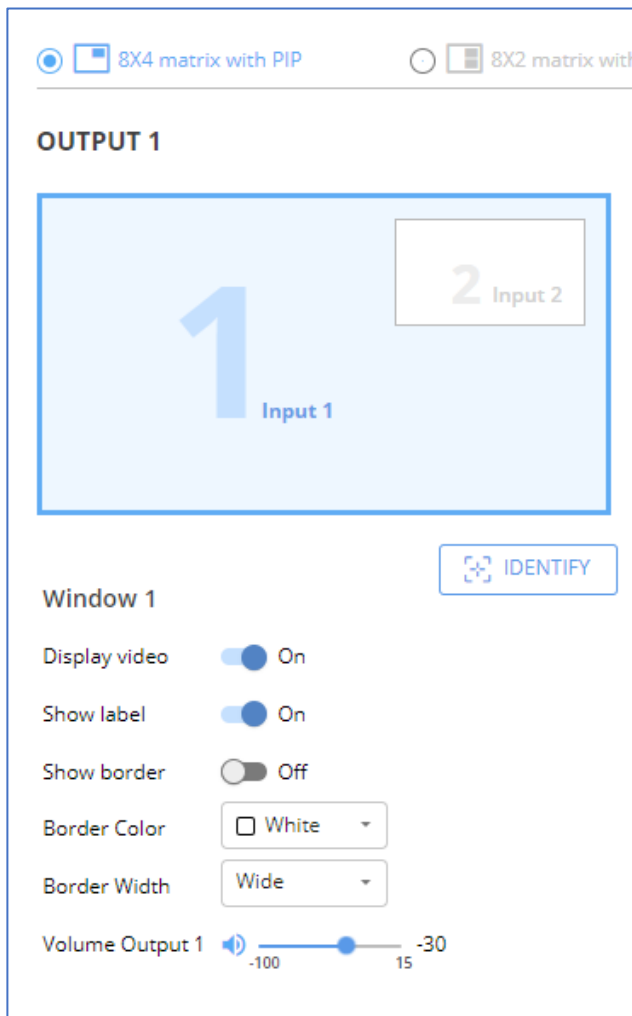 8X4 matrix with PIP 8X2 matrix with
OUTPUT 1
2 Input 2
1 Input 1
IDENTIFY
Window 1
Display video On
Show label On
Show border Off
Border Color White
Border Width Wide
Volume Output 1 -30
-100 15